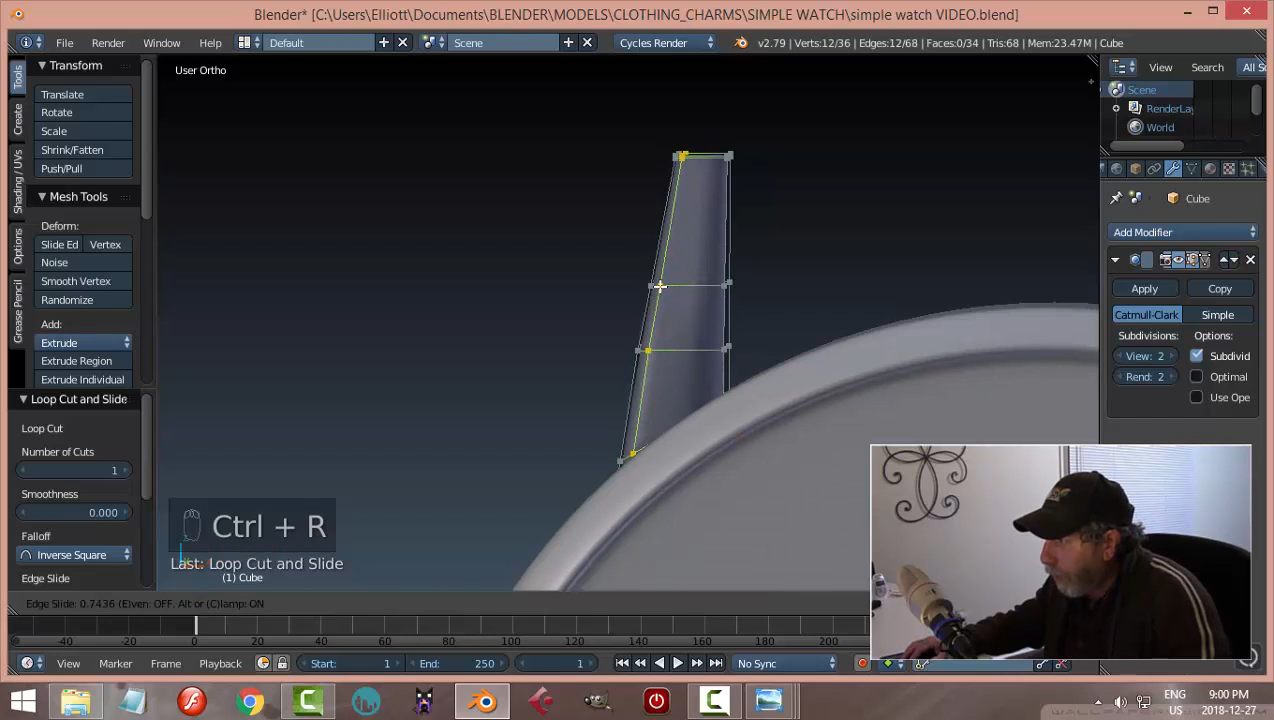 Blender* [C:\Users\Elliott\Documents\BLENDER\MODELS\CLOTHING_CHARMS\SIMPLE WATCH\simple watch VIDEO.blend]
File Render Window Help Default Scene Cycles Render v2.79 | Verts:12/36 | Edges:12/68 | Faces:0/34 | Tris:68 | Mem:23.47M | Cube
Tools
Create
Shading / UVs
Options
Grease Pencil
Transform
Translate
Rotate
Scale
Shrink/Fatten
Push/Pull
Mesh Tools
Deform:
Slide Ed Vertex
Noise
Smooth Vertex
Randomize
Add:
Extrude
Extrude Region
Extrude Individual
Loop Cut and Slide
Loop Cut
Number of Cuts
1
Smoothness
0.000
Falloff
Inverse Square
Edge Slide
User Ortho
Ctrl + R
Last: Loop Cut and Slide
(1) Cube
Edge Slide: 0.7436 (E)ven: OFF, Alt or (C)lamp: ON
View Search All S
Scene
RenderLay
World
Cube
Add Modifier
Apply Copy
Catmull-Clark Simple
Subdivisions: Options:
View: 2 Subdivid
Rend: 2 Optimal
Use Ope
-40 -20 0 20 40 60 80 100 120 140 160 180 200
View Marker Frame Playback Start: 1 End: 250 1 No Sync
ENG 9:00 PM
US 2018-12-27